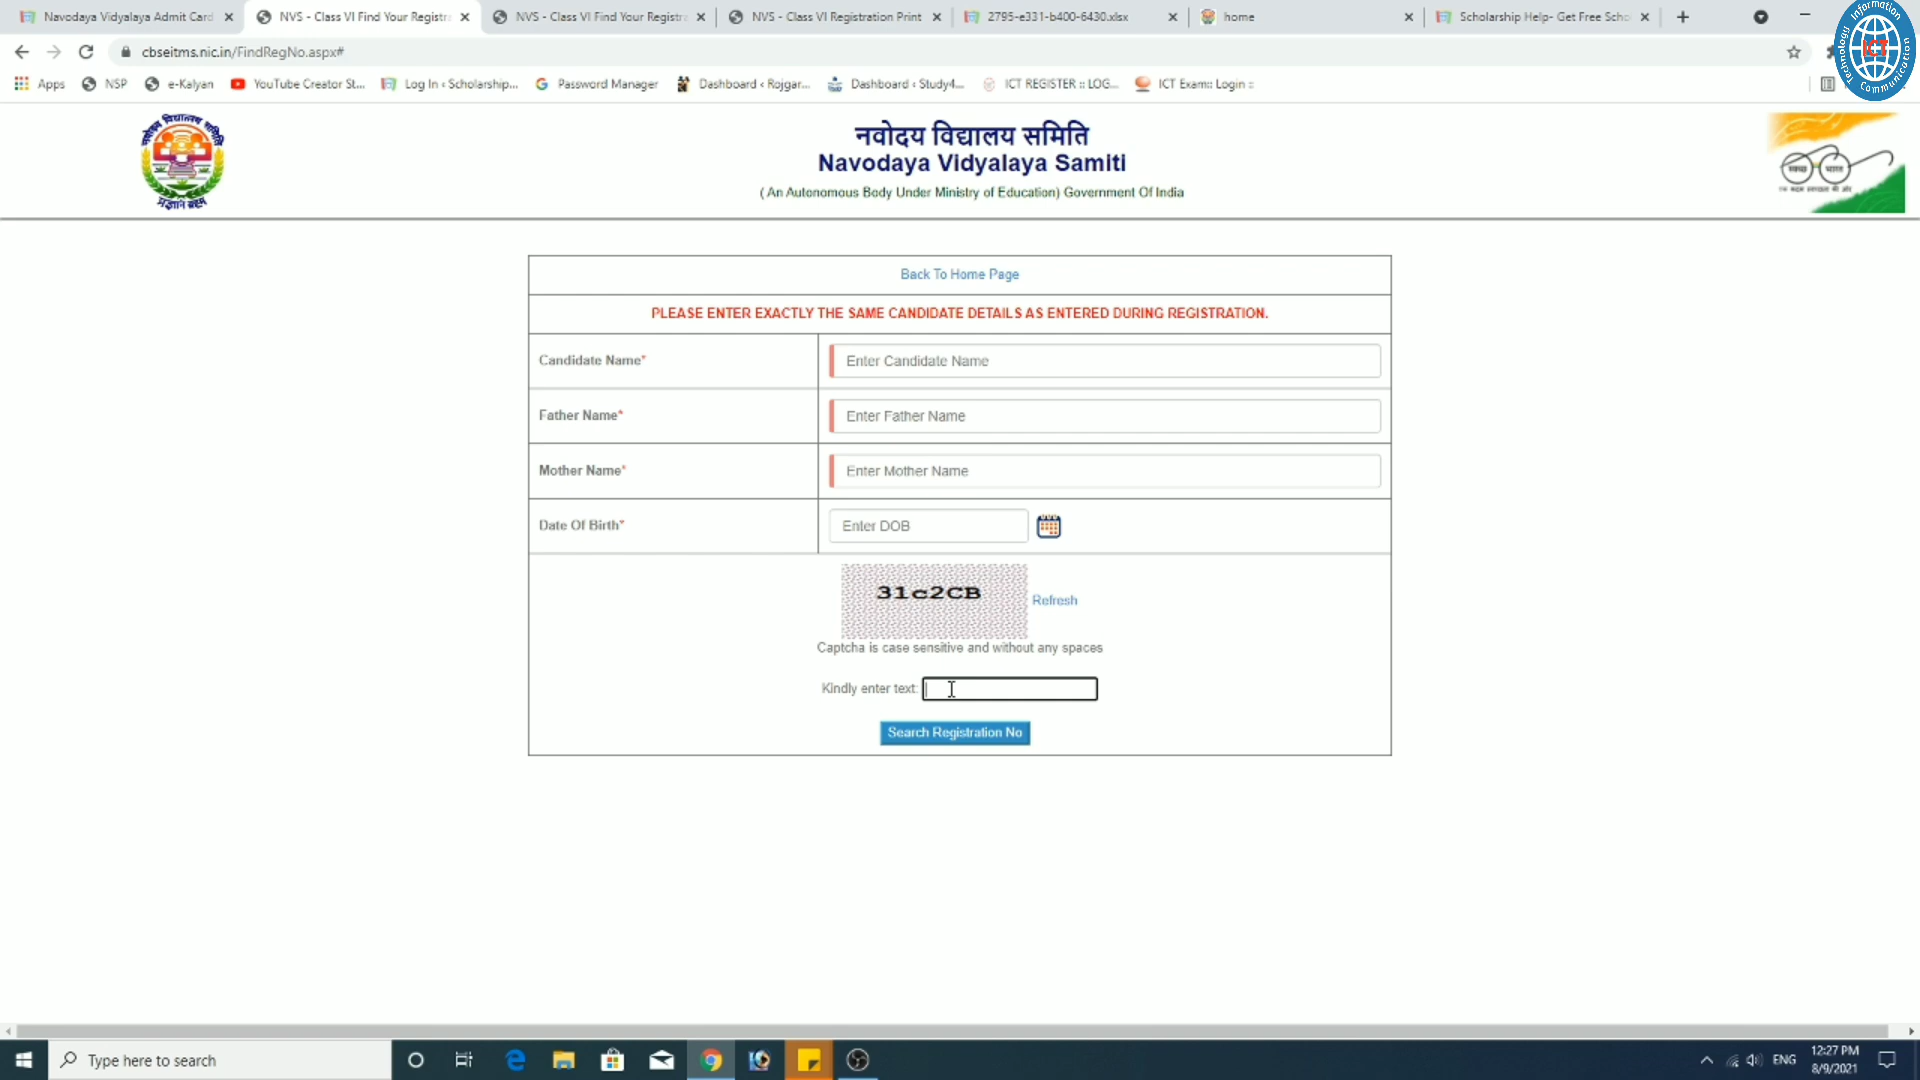 Navodaya Vidyalaya Admit Card
NVS - Class VI Find Your Registr
NVS - Class VI Find Your Registr
NVS - Class VI Registration Print
2795-e331-b400-6430.xlsx
home
Scholarship Help- Get Free Scho
cbseitms.nic.in/FindRegNo.aspx#
Apps
NSP
e-Kalyan
YouTube Creator St...
Log In ‹ Scholarship...
Password Manager
Dashboard ‹ Rojgar...
Dashboard ‹ Study4...
ICT REGISTER :: LOG...
ICT Exam:: Login ::
Information
Communication
Technology
ICT
नवोदय विद्यालय समिति
Navodaya Vidyalaya Samiti
( An Autonomous Body Under Ministry of Education) Government Of India
Back To Home Page
PLEASE ENTER EXACTLY THE SAME CANDIDATE DETAILS AS ENTERED DURING REGISTRATION.
Candidate Name*
Enter Candidate Name
Father Name*
Enter Father Name
Mother Name*
Enter Mother Name
Date Of Birth*
Enter DOB
31c2CB
Refresh
Captcha is case sensitive and without any spaces
Kindly enter text:
Search Registration No
Type here to search
ENG
12:27 PM
8/9/2021